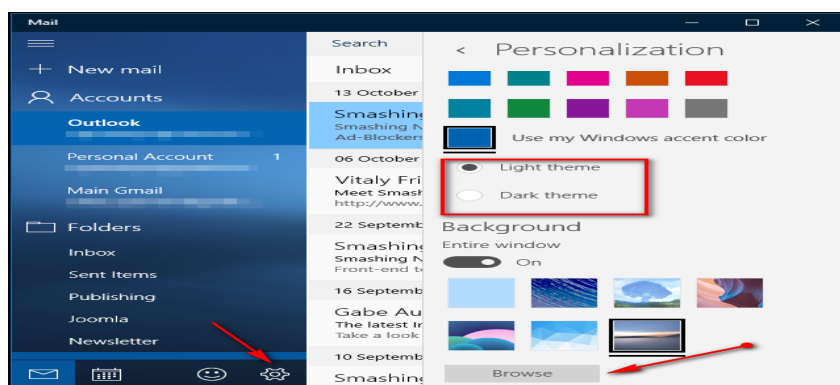 Mail
New mail
Accounts
Outlook
Personal Account 1
Main Gmail
Folders
Inbox
Sent Items
Publishing
Joomla
Newsletter
Search
Inbox
13 October
Smashing
Smashing N
Ad-Blockers
06 October
Vitaly Fri
Meet Smash
http://www.
22 Septemb
Smashing
Smashing N
Front-end t
16 Septemb
Gabe Au
The latest Ir
Take a look
10 Septemb
Smashing
< Personalization
Use my Windows accent color
Light theme
Dark theme
Background
Entire window
On
Browse